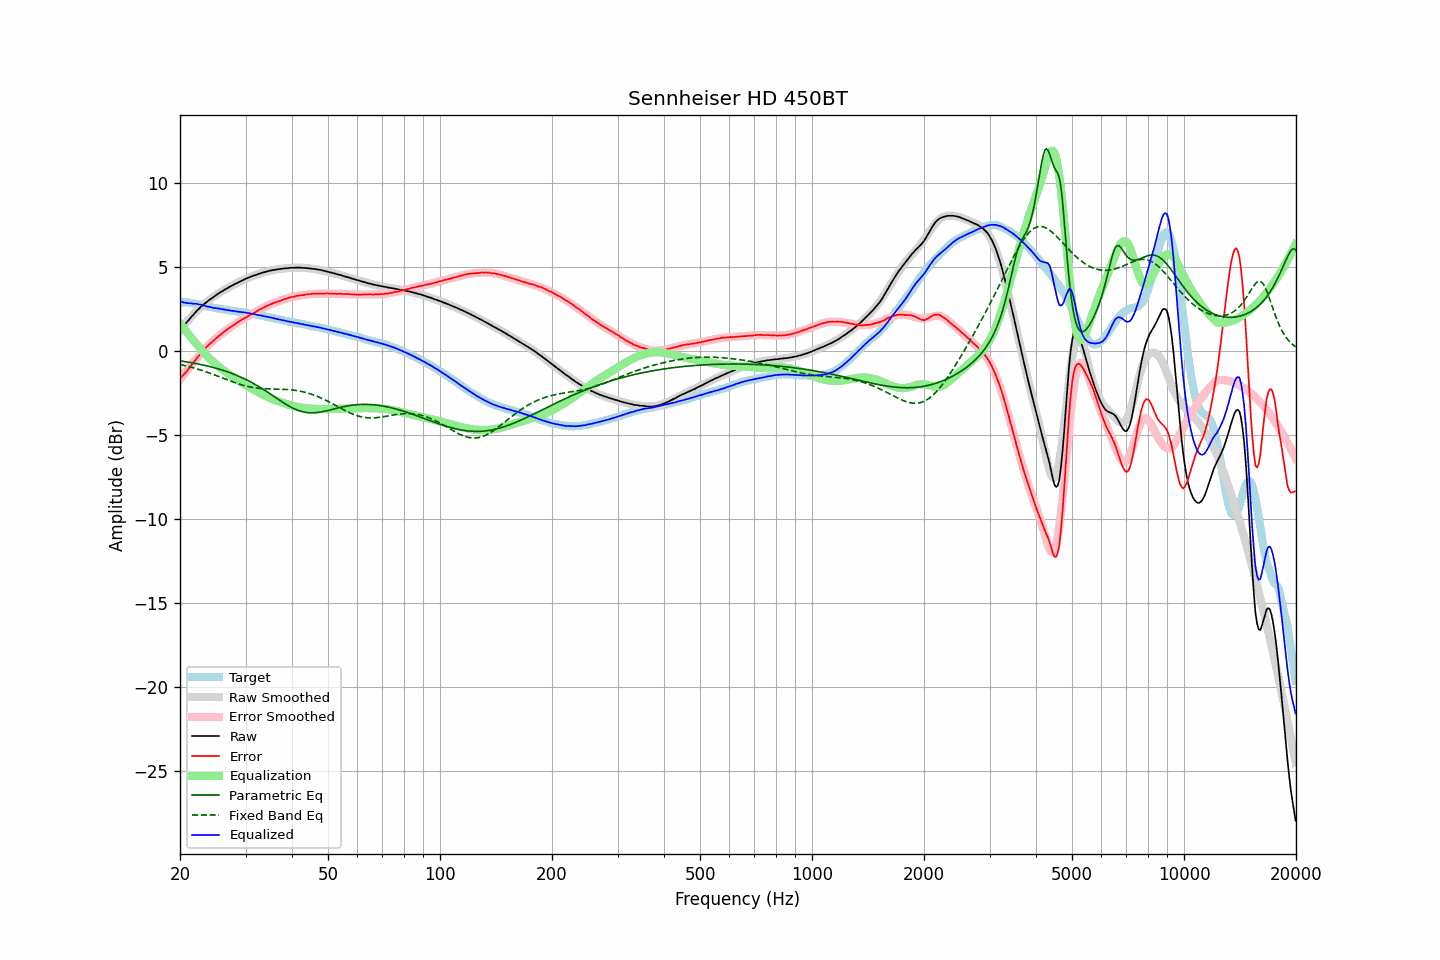 Sennheiser HD 450BT
Amplitude (dBr)
10
5
0
−5
−10
−15
−20
−25
Target
Raw Smoothed
Error Smoothed
Raw
Error
Equalization
Parametric Eq
Fixed Band Eq
Equalized
20 50 100 200 500 1000 2000 5000 10000 20000
Frequency (Hz)